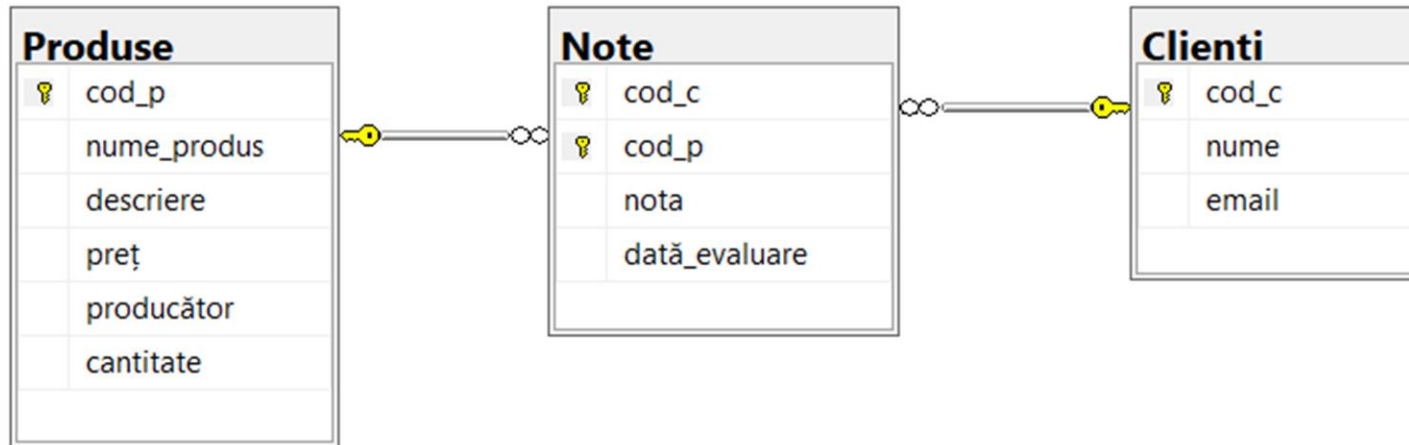 Produse
cod_p
nume_produs
descriere
preț
producător
cantitate
Note
cod_c
cod_p
nota
dată_evaluare
Clienti
cod_c
nume
email